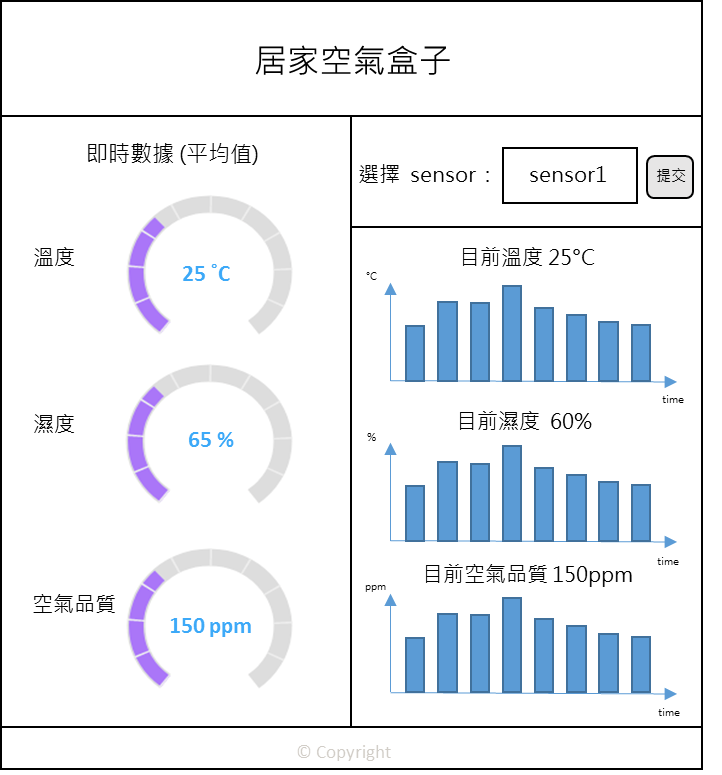 居家空氣盒子
即時數據 (平均值)
溫度
25 ˚C
濕度
65 %
空氣品質
150 ppm
選擇 sensor：
sensor1
提交
目前溫度 25°C
˚C
time
目前濕度 60%
%
time
目前空氣品質 150ppm
ppm
time
© Copyright